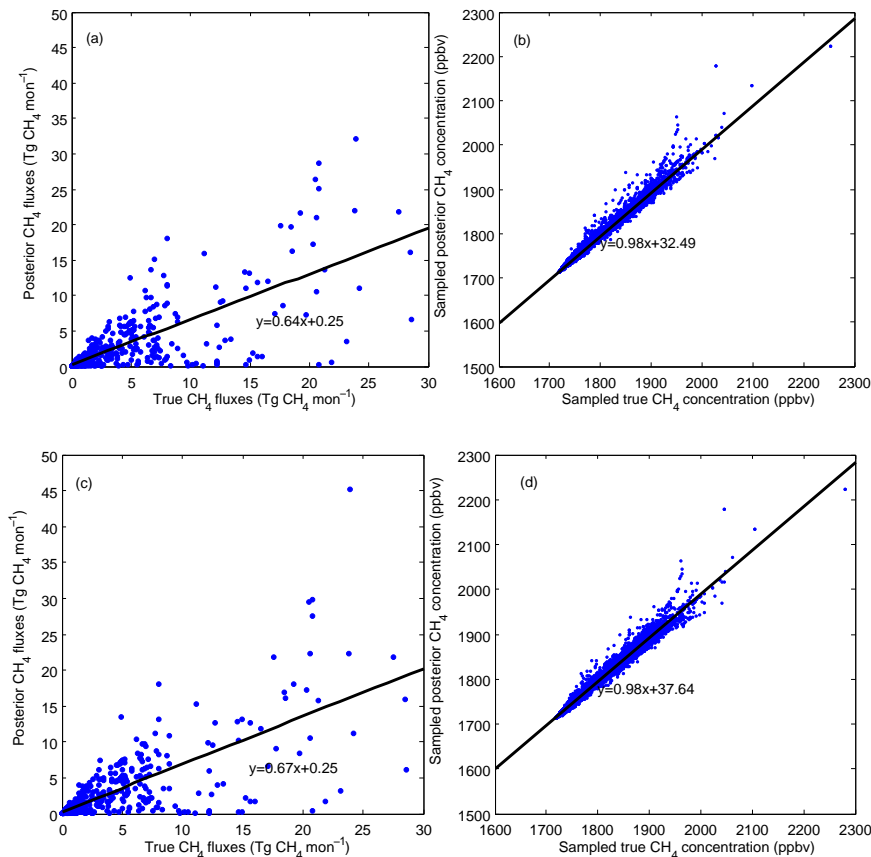 (a)
50
45
40
35
30
25
20
15
10
5
0
Posterior CH4 fluxes (Tg CH4 mon−1)
y=0.64x+0.25
0 5 10 15 20 25 30
True CH4 fluxes (Tg CH4 mon−1)
(b)
2300
2200
2100
2000
1900
1800
1700
1600
1500
Sampled posterior CH4 concentration (ppbv)
y=0.98x+32.49
1600 1700 1800 1900 2000 2100 2200 2300
Sampled true CH4 concentration (ppbv)
(c)
50
45
40
35
30
25
20
15
10
5
0
Posterior CH4 fluxes (Tg CH4 mon−1)
y=0.67x+0.25
0 5 10 15 20 25 30
True CH4 fluxes (Tg CH4 mon−1)
(d)
2300
2200
2100
2000
1900
1800
1700
1600
1500
Sampled posterior CH4 concentration (ppbv)
y=0.98x+37.64
1600 1700 1800 1900 2000 2100 2200 2300
Sampled true CH4 concentration (ppbv)